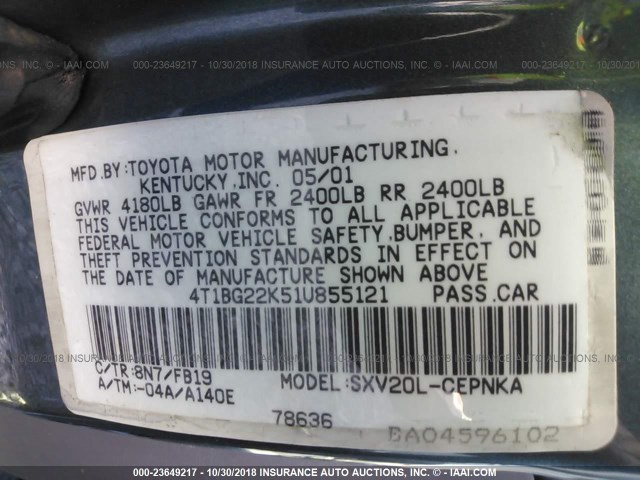 000-23649217 - 10/30/2018 INSURANCE AUTO AUCTIONS, INC. - © IAAI.COM
MFD.BY:TOYOTA MOTOR MANUFACTURING.
KENTUCKY,INC. 05/01
GVWR 4180LB GAWR FR 2400LB RR 2400LB
THIS VEHICLE CONFORMS TO ALL APPLICABLE
FEDERAL MOTOR VEHICLE SAFETY,BUMPER, AND
THEFT PREVENTION STANDARDS IN EFFECT ON
THE DATE OF MANUFACTURE SHOWN ABOVE
4T1BG22K51U855121 PASS.CAR
C/TR:8N7/FB19
A/TM:-04A/A140E
MODEL:SXV20L-CEPNKA
78636
BA04596102
000-23649217 - 10/30/2018 INSURANCE AUTO AUCTIONS, INC. - © IAAI.COM